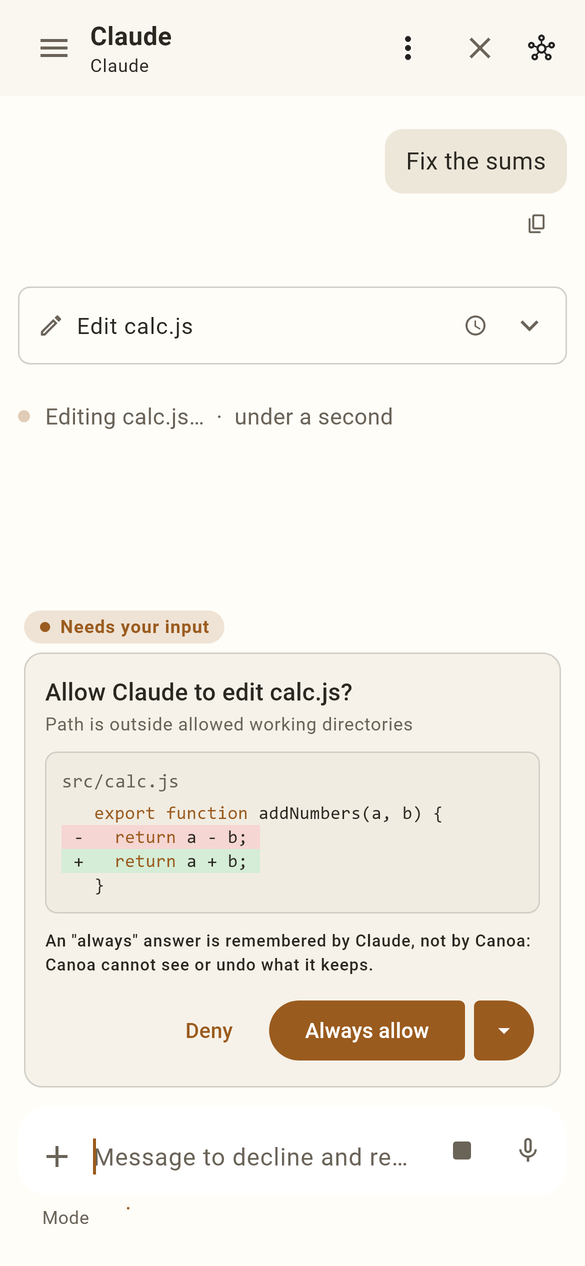 Claude
Claude
Fix the sums
Edit calc.js
Editing calc.js… · under a second
Needs your input
Allow Claude to edit calc.js?
Path is outside allowed working directories
src/calc.js
export function addNumbers(a, b) {
- return a - b;
+ return a + b;
}
An "always" answer is remembered by Claude, not by Canoa:
Canoa cannot see or undo what it keeps.
Deny
Always allow
Message to decline and re…
Mode